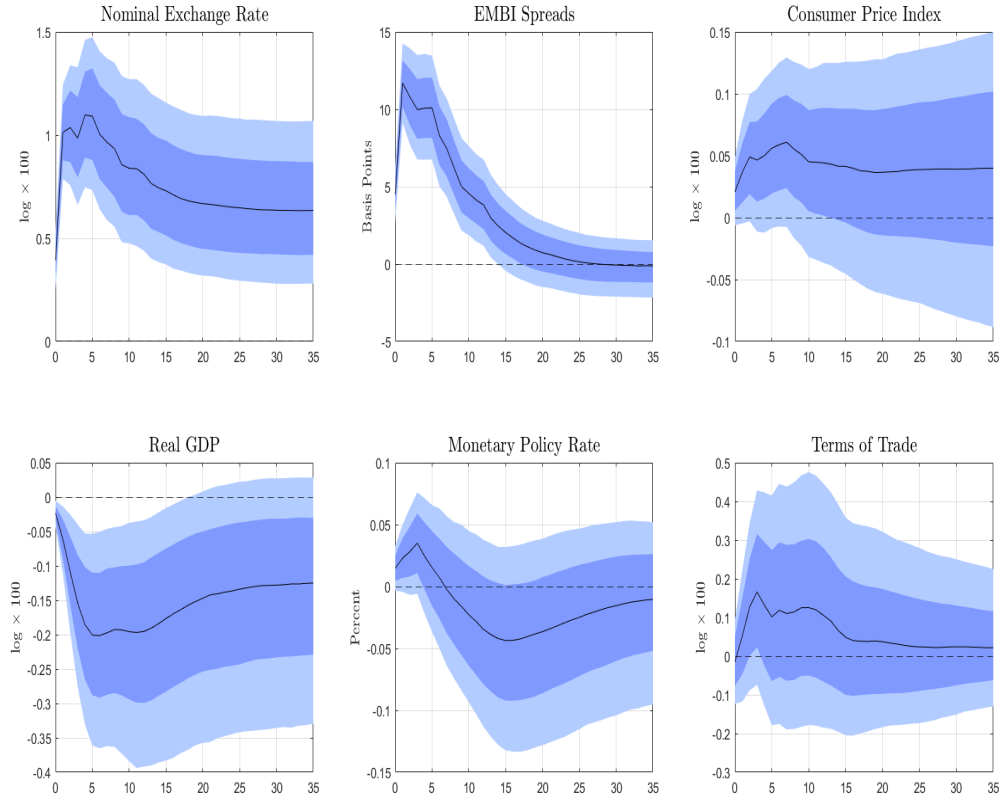 Nominal Exchange Rate
log × 100
1.5
1
0.5
0
0 5 10 15 20 25 30 35
EMBI Spreads
Basis Points
15
10
5
0
-5
0 5 10 15 20 25 30 35
Consumer Price Index
log × 100
0.15
0.1
0.05
0
-0.05
-0.1
0 5 10 15 20 25 30 35
Real GDP
log × 100
0.05
0
-0.05
-0.1
-0.15
-0.2
-0.25
-0.3
-0.35
-0.4
0 5 10 15 20 25 30 35
Monetary Policy Rate
Percent
0.1
0.05
0
-0.05
-0.1
-0.15
0 5 10 15 20 25 30 35
Terms of Trade
log × 100
0.5
0.4
0.3
0.2
0.1
0
-0.1
-0.2
-0.3
0 5 10 15 20 25 30 35